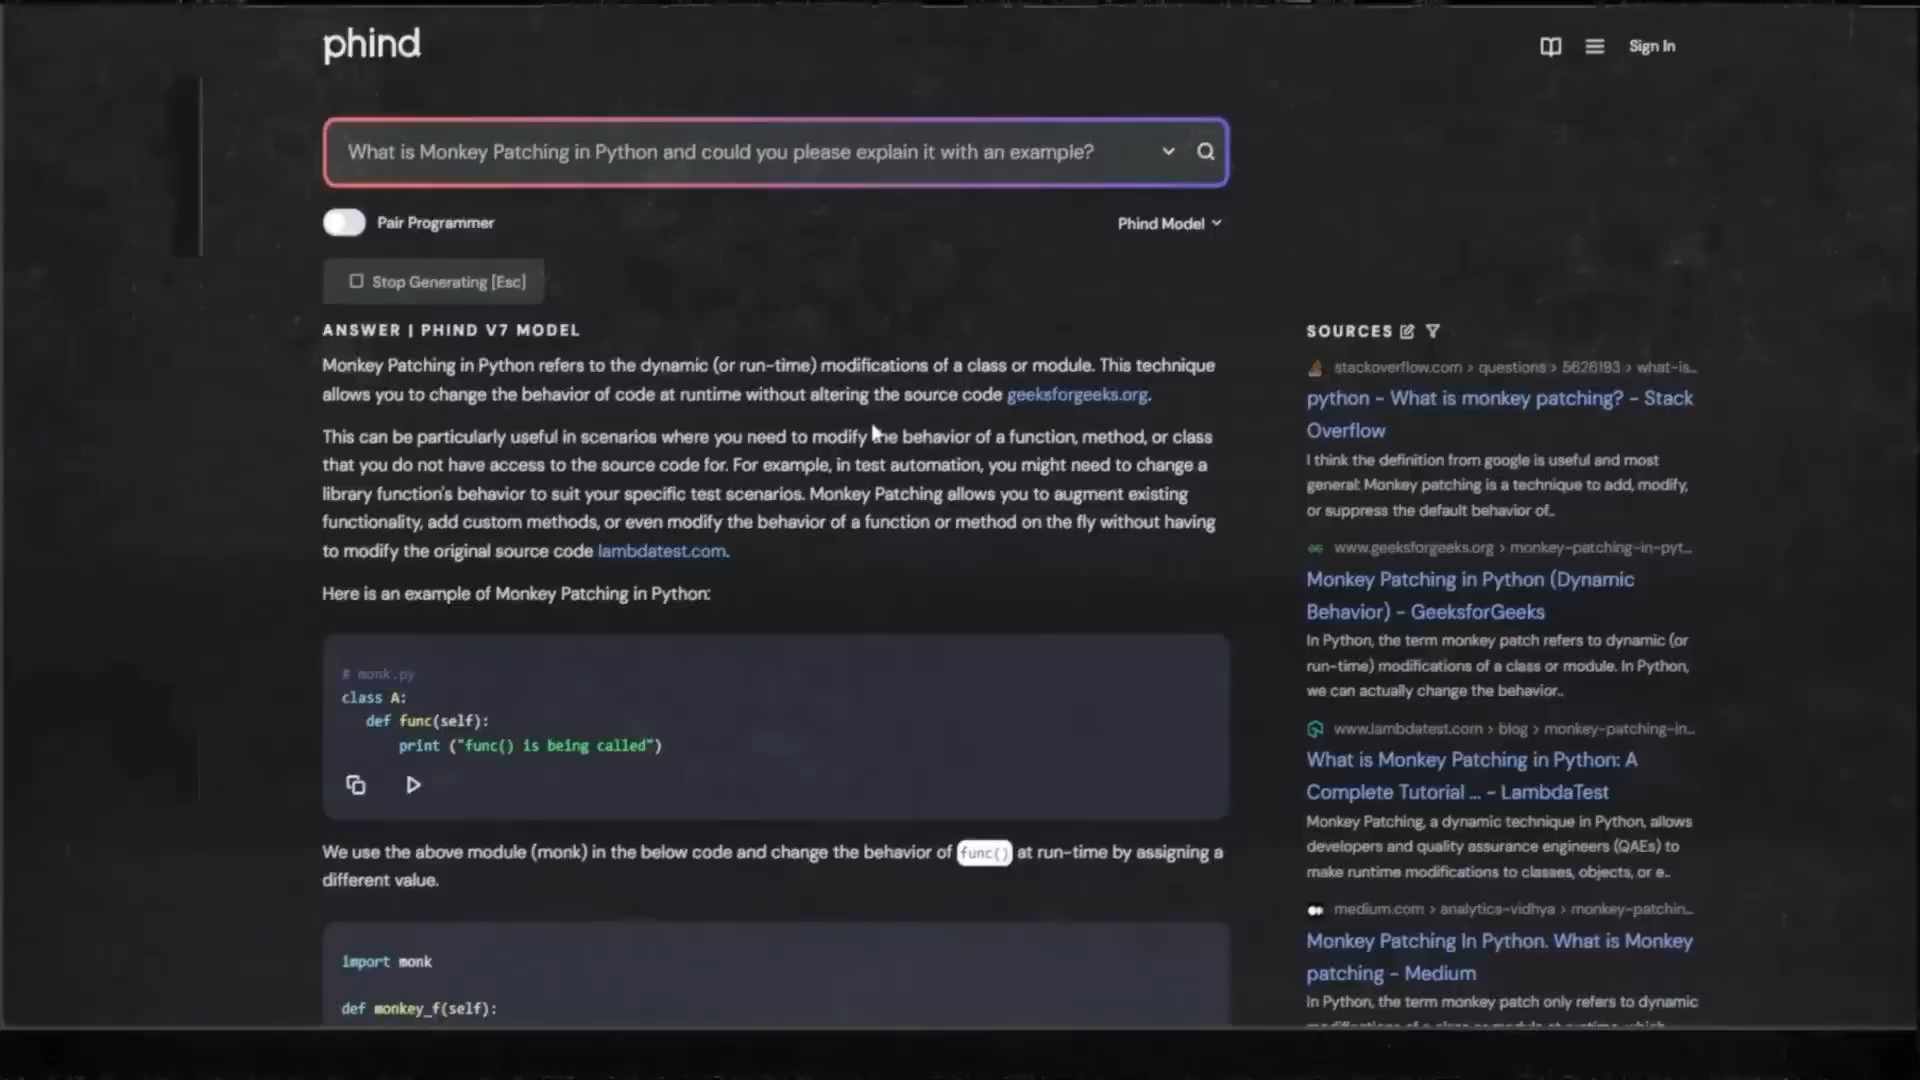 phind
Sign In
What is Monkey Patching in Python and could you please explain it with an example?
Pair Programmer
Phind Model
Stop Generating [Esc]
ANSWER | PHIND V7 MODEL
Monkey Patching in Python refers to the dynamic (or run-time) modifications of a class or module. This technique
allows you to change the behavior of code at runtime without altering the source code geeksforgeeks.org.
This can be particularly useful in scenarios where you need to modify the behavior of a function, method, or class
that you do not have access to the source code for. For example, in test automation, you might need to change a
library function's behavior to suit your specific test scenarios. Monkey Patching allows you to augment existing
functionality, add custom methods, or even modify the behavior of a function or method on the fly without having
to modify the original source code lambdatest.com.
Here is an example of Monkey Patching in Python:
# monk.py
class A:
def func(self):
print ("func() is being called")
We use the above module (monk) in the below code and change the behavior of func() at run-time by assigning a
different value.
import monk
def monkey_f(self):
SOURCES
stackoverflow.com › questions › 5626193 › what-is...
python - What is monkey patching? - Stack
Overflow
I think the definition from google is useful and most
general: Monkey patching is a technique to add, modify,
or suppress the default behavior of..
www.geeksforgeeks.org › monkey-patching-in-pyt...
Monkey Patching in Python (Dynamic
Behavior) - GeeksforGeeks
In Python, the term monkey patch refers to dynamic (or
run-time) modifications of a class or module. In Python,
we can actually change the behavior..
www.lambdatest.com › blog › monkey-patching-in...
What is Monkey Patching in Python: A
Complete Tutorial ... - LambdaTest
Monkey Patching, a dynamic technique in Python, allows
developers and quality assurance engineers (QAEs) to
make runtime modifications to classes, objects, or e..
medium.com › analytics-vidhya › monkey-patchin...
Monkey Patching In Python. What is Monkey
patching - Medium
In Python, the term monkey patch only refers to dynamic